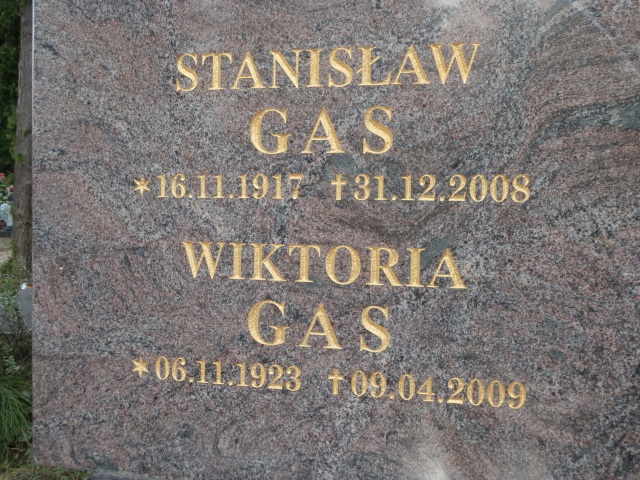 STANISŁAW
GAS
*16.11.1917 †31.12.2008
WIKTORIA
GAS
*06.11.1923 †09.04.2009